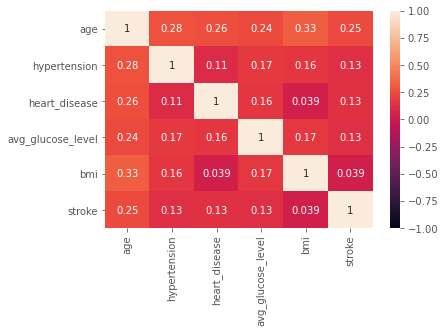 age 1 0.28 0.26 0.24 0.33 0.25
hypertension 0.28 1 0.11 0.17 0.16 0.13
heart_disease 0.26 0.11 1 0.16 0.039 0.13
avg_glucose_level 0.24 0.17 0.16 1 0.17 0.13
bmi 0.33 0.16 0.039 0.17 1 0.039
stroke 0.25 0.13 0.13 0.13 0.039 1
age
hypertension
heart_disease
avg_glucose_level
bmi
stroke
1.00
0.75
0.50
0.25
0.00
−0.25
−0.50
−0.75
−1.00